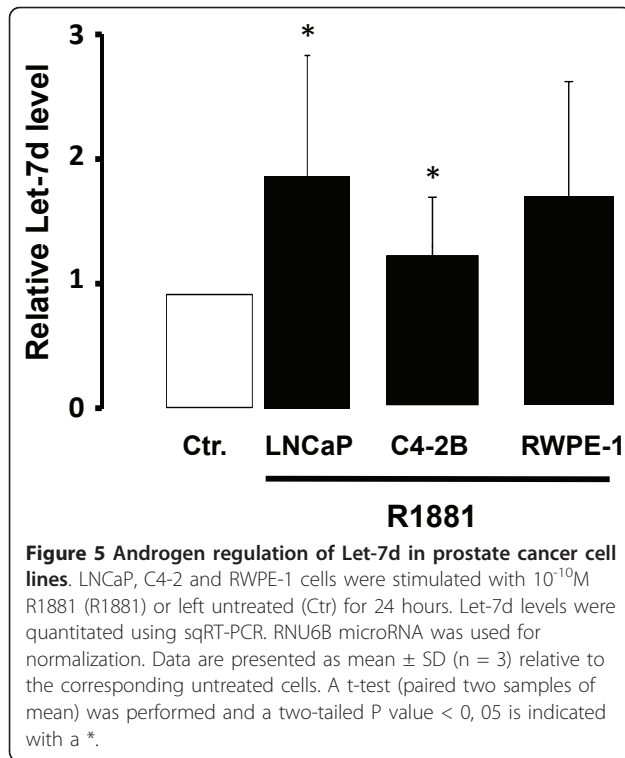 3
2
1
0
Relative Let-7d level
*
*
Ctr. LNCaP C4-2B RWPE-1
R1881
Figure 5 Androgen regulation of Let-7d in prostate cancer cell
lines. LNCaP, C4-2 and RWPE-1 cells were stimulated with 10⁻¹⁰M
R1881 (R1881) or left untreated (Ctr) for 24 hours. Let-7d levels were
quantitated using sqRT-PCR. RNU6B microRNA was used for
normalization. Data are presented as mean ± SD (n = 3) relative to
the corresponding untreated cells. A t-test (paired two samples of
mean) was performed and a two-tailed P value < 0, 05 is indicated
with a *.